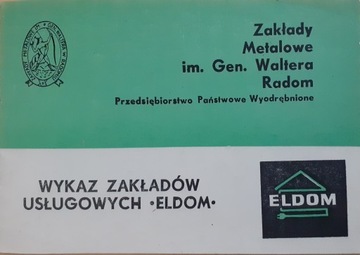 Zakłady
Metalowe
im. Gen. Waltera
Radom
Przedsiębiorstwo Państwowe Wyodrębnione
WYKAZ ZAKŁADÓW
USŁUGOWYCH •ELDOM•
ELDOM